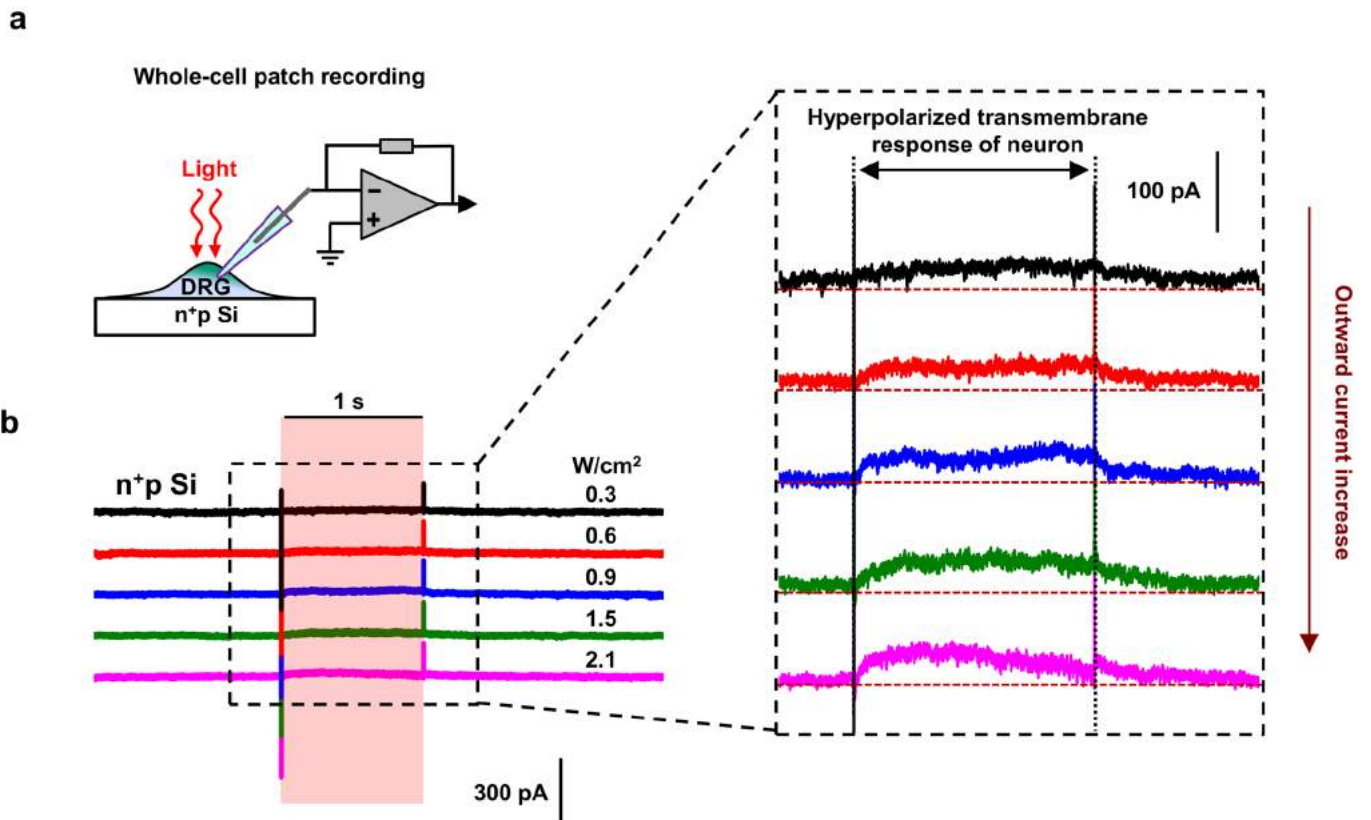 a
Whole-cell patch recording
Light
−
+
DRG
n⁺p Si
Hyperpolarized transmembrane
response of neuron
100 pA
Outward current increase
b
1 s
n⁺p Si
W/cm²
0.3
0.6
0.9
1.5
2.1
300 pA